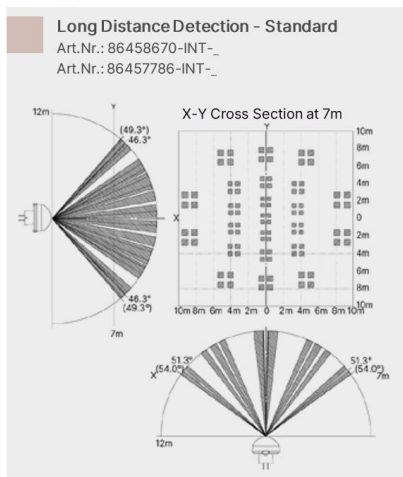 Long Distance Detection - Standard
Art.Nr.: 86458670-INT-_
Art.Nr.: 86457786-INT-_
12m
Y
(49.3°)
46.3°
X
46.3°
(49.3°)
7m
X-Y Cross Section at 7m
Y
10m
8m
6m
4m
2m
0
2m
4m
6m
8m
10m
10m 8m 6m 4m 2m 0 2m 4m 6m 8m 10m
51.3°
(54.0°)
X
51.3°
(54.0°)
7m
12m